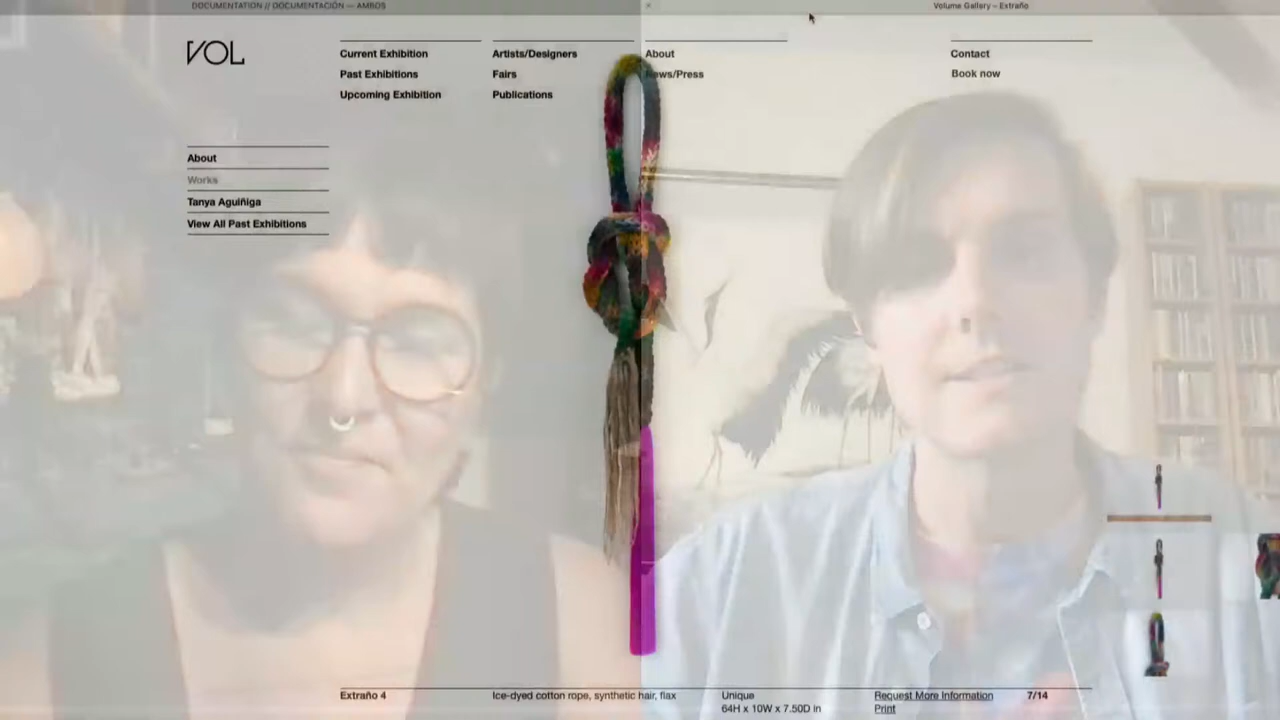 DOCUMENTATION // DOCUMENTACIÓN — AMBOS
Volume Gallery – Extraño
VOL
Current Exhibition
Past Exhibitions
Upcoming Exhibition
Artists/Designers
Fairs
Publications
About
News/Press
Contact
Book now
About
Works
Tanya Aguiñiga
View All Past Exhibitions
Extraño 4
Ice-dyed cotton rope, synthetic hair, flax
Unique
64H x 10W x 7.50D in
Request More Information
Print
7/14